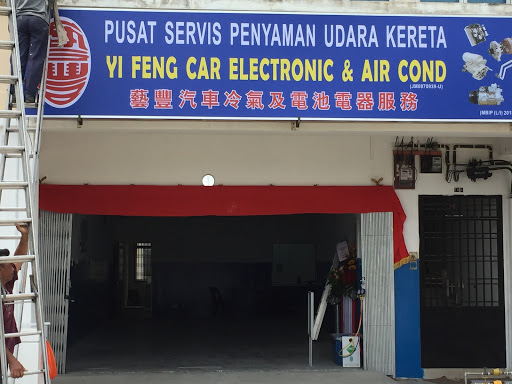 PUSAT SERVIS PENYAMAN UDARA KERETA
YI FENG CAR ELECTRONIC & AIR COND
藝豐汽車冷氣及電池電器服務